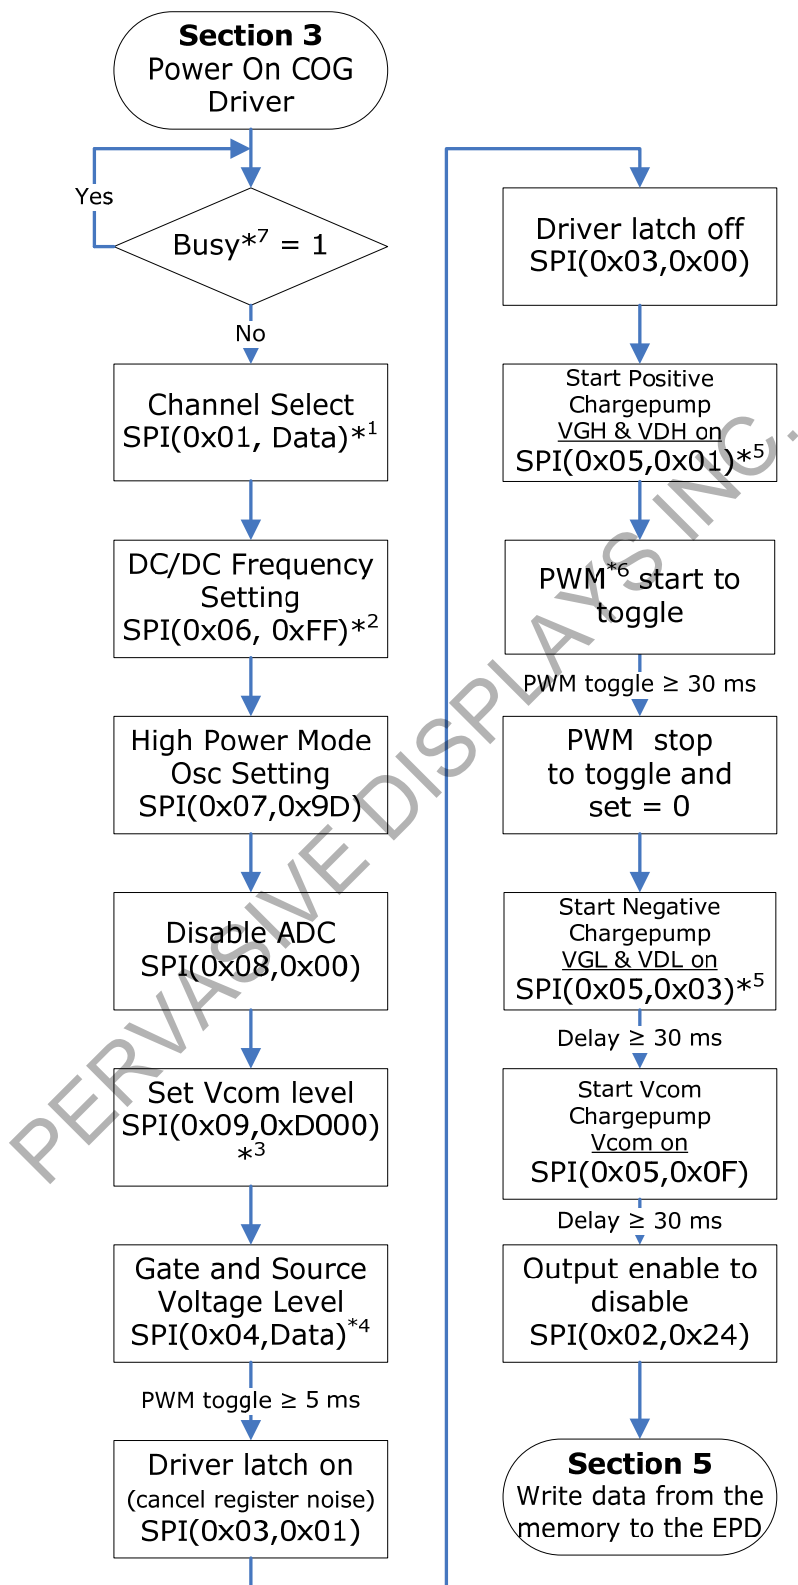 Section 3
Power On COG
Driver
Yes
Busy*7 = 1
No
Channel Select
SPI(0x01, Data)*1
DC/DC Frequency
Setting
SPI(0x06, 0xFF)*2
High Power Mode
Osc Setting
SPI(0x07,0x9D)
Disable ADC
SPI(0x08,0x00)
Set Vcom level
SPI(0x09,0xD000)
*3
Gate and Source
Voltage Level
SPI(0x04,Data)*4
PWM toggle ≥ 5 ms
Driver latch on
(cancel register noise)
SPI(0x03,0x01)
Driver latch off
SPI(0x03,0x00)
Start Positive
Chargepump
VGH & VDH on
SPI(0x05,0x01)*5
PWM*6 start to
toggle
PWM toggle ≥ 30 ms
PWM stop
to toggle and
set = 0
Start Negative
Chargepump
VGL & VDL on
SPI(0x05,0x03)*5
Delay ≥ 30 ms
Start Vcom
Chargepump
Vcom on
SPI(0x05,0x0F)
Delay ≥ 30 ms
Output enable to
disable
SPI(0x02,0x24)
Section 5
Write data from the
memory to the EPD
PERVASIVE DISPLAYS INC.